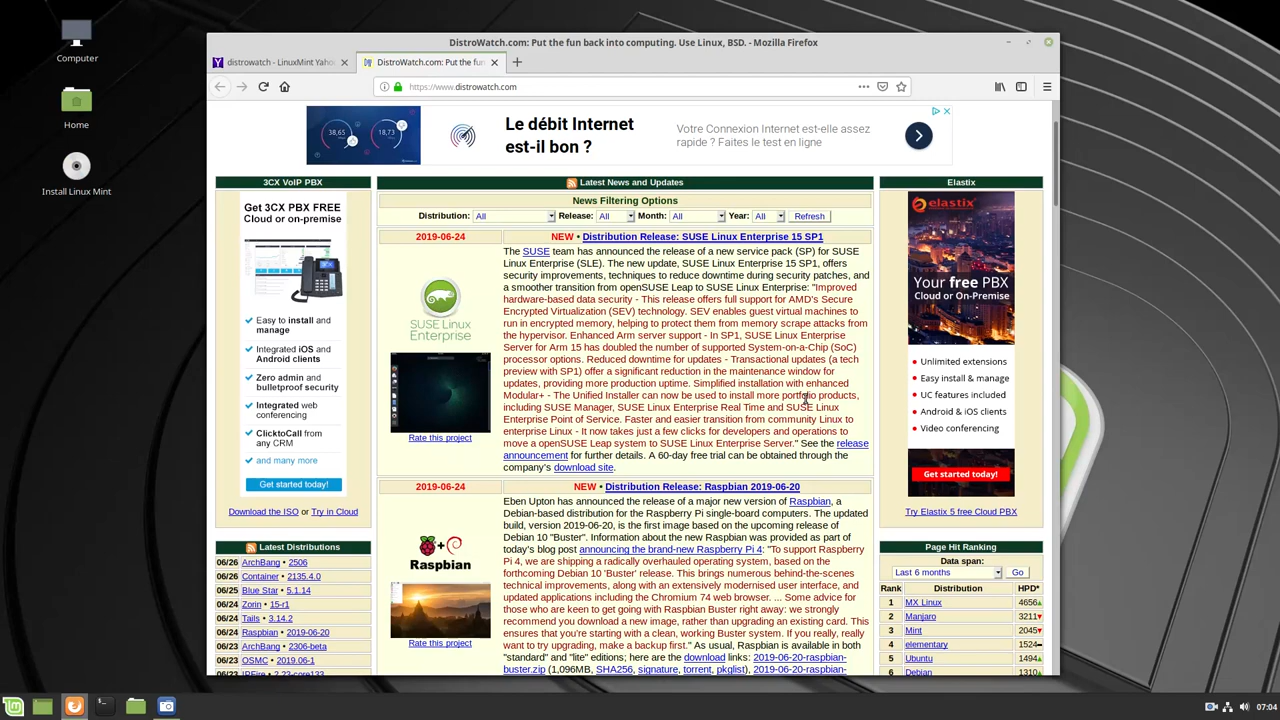 Computer
Home
Install Linux Mint
DistroWatch.com: Put the fun back into computing. Use Linux, BSD. - Mozilla Firefox
distrowatch - LinuxMint Yaho
DistroWatch.com: Put the fun
https://www.distrowatch.com
38,65
18,73
Le débit Internet
est-il bon ?
Votre Connexion Internet est-elle assez
rapide ? Faites le test en ligne
3CX VoIP PBX
Get 3CX PBX FREE
Cloud or on-premise
Easy to install and
manage
Integrated iOS and
Android clients
Zero admin and
bulletproof security
Integrated web
conferencing
ClicktoCall from
any CRM
and many more
Get started today!
Download the ISO or Try in Cloud
Latest Distributions
06/26 ArchBang • 2506
06/26 Container • 2135.4.0
06/25 Blue Star • 5.1.14
06/24 Zorin • 15-r1
06/24 Tails • 3.14.2
06/24 Raspbian • 2019-06-20
06/23 ArchBang • 2306-beta
06/23 OSMC • 2019.06-1
06/23 IPFire • 2.23-core133
Latest News and Updates
News Filtering Options
Distribution: All Release: All Month: All Year: All Refresh
2019-06-24
NEW • Distribution Release: SUSE Linux Enterprise 15 SP1
SUSE Linux
Enterprise
Rate this project
The SUSE team has announced the release of a new service pack (SP) for SUSE
Linux Enterprise (SLE). The new update, SUSE Linux Enterprise 15 SP1, offers
security improvements, techniques to reduce downtime during security patches, and
a smoother transition from openSUSE Leap to SUSE Linux Enterprise: "Improved
hardware-based data security - This release offers full support for AMD's Secure
Encrypted Virtualization (SEV) technology. SEV enables guest virtual machines to
run in encrypted memory, helping to protect them from memory scrape attacks from
the hypervisor. Enhanced Arm server support - In SP1, SUSE Linux Enterprise
Server for Arm 15 has doubled the number of supported System-on-a-Chip (SoC)
processor options. Reduced downtime for updates - Transactional updates (a tech
preview with SP1) offer a significant reduction in the maintenance window for
updates, providing more production uptime. Simplified installation with enhanced
Modular+ - The Unified Installer can now be used to install more portfolio products,
including SUSE Manager, SUSE Linux Enterprise Real Time and SUSE Linux
Enterprise Point of Service. Faster and easier transition from community Linux to
enterprise Linux - It now takes just a few clicks for developers and operations to
move a openSUSE Leap system to SUSE Linux Enterprise Server." See the release
announcement for further details. A 60-day free trial can be obtained through the
company's download site.
2019-06-24
NEW • Distribution Release: Raspbian 2019-06-20
Raspbian
Rate this project
Eben Upton has announced the release of a major new version of Raspbian, a
Debian-based distribution for the Raspberry Pi single-board computers. The updated
build, version 2019-06-20, is the first image based on the upcoming release of
Debian 10 "Buster". Information about the new Raspbian was provided as part of
today's blog post announcing the brand-new Raspberry Pi 4: "To support Raspberry
Pi 4, we are shipping a radically overhauled operating system, based on the
forthcoming Debian 10 'Buster' release. This brings numerous behind-the-scenes
technical improvements, along with an extensively modernised user interface, and
updated applications including the Chromium 74 web browser. ... Some advice for
those who are keen to get going with Raspbian Buster right away: we strongly
recommend you download a new image, rather than upgrading an existing card. This
ensures that you're starting with a clean, working Buster system. If you really, really
want to try upgrading, make a backup first." As usual, Raspbian is available in both
"standard" and "lite" editions; here are the download links: 2019-06-20-raspbian-
buster.zip (1,096MB, SHA256, signature, torrent, pkglist), 2019-06-20-raspbian-
Elastix
elastix
Your free PBX
Cloud or On-Premise
Unlimited extensions
Easy install & manage
UC features included
Android & iOS clients
Video conferencing
Get started today!
Try Elastix 5 free Cloud PBX
Page Hit Ranking
Data span:
Last 6 months Go
Rank Distribution HPD*
1 MX Linux 4656
2 Manjaro 3211
3 Mint 2045
4 elementary 1524
5 Ubuntu 1494
6 Debian 1310
07:04